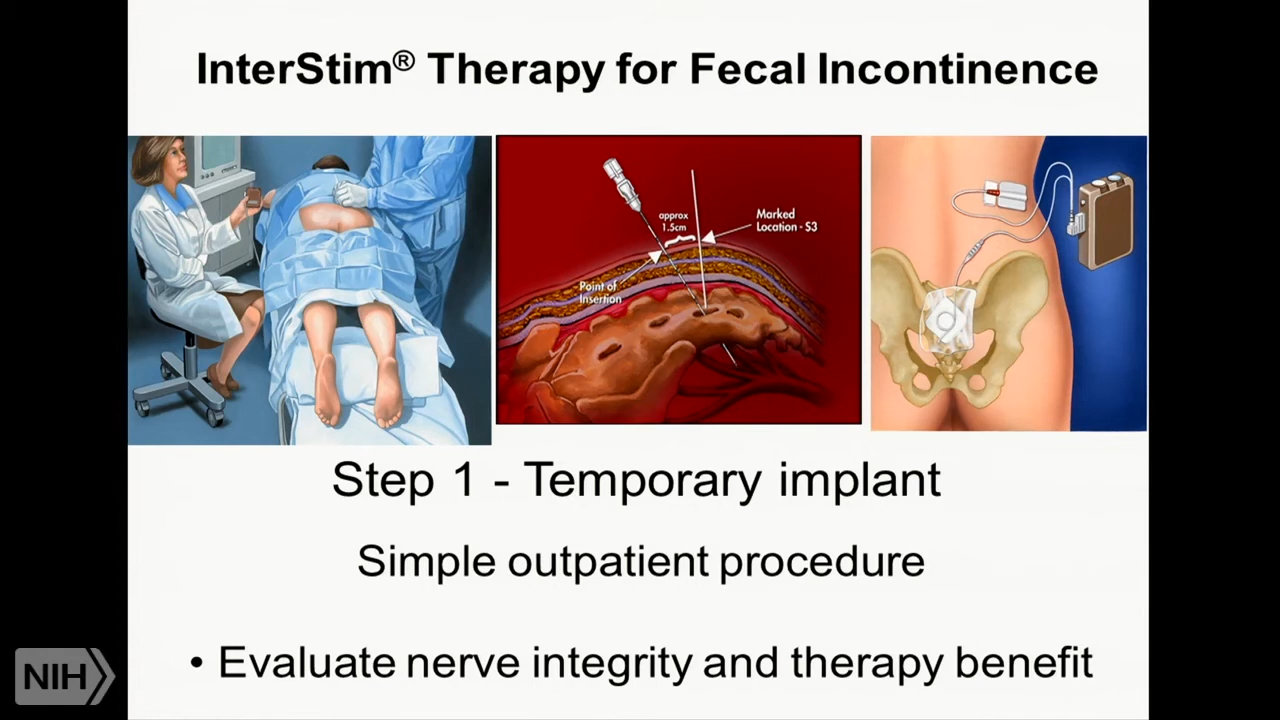 InterStim® Therapy for Fecal Incontinence
approx
1.5cm
Marked
Location - S3
Point of
Insertion
Step 1 - Temporary implant
Simple outpatient procedure
• Evaluate nerve integrity and therapy benefit
NIH